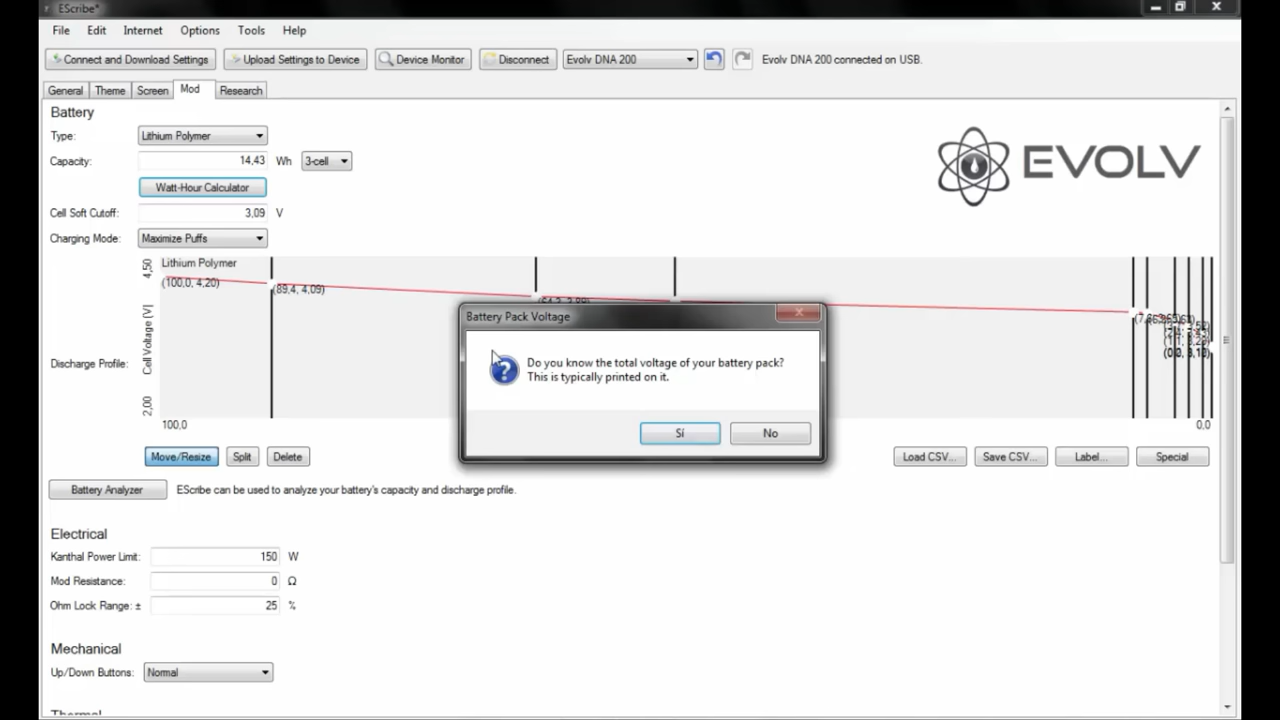 EScribe*
File Edit Internet Options Tools Help
Connect and Download Settings Upload Settings to Device Device Monitor Disconnect Evolv DNA 200 Evolv DNA 200 connected on USB.
General Theme Screen Mod Research
Battery
Type: Lithium Polymer
Capacity: 14,43 Wh 3-cell
EVOLV
Watt-Hour Calculator
Cell Soft Cutoff: 3,09 V
Charging Mode: Maximize Puffs
4,50
Lithium Polymer
(100,0, 4,20)
(89,4, 4,09)
Battery Pack Voltage
Do you know the total voltage of your battery pack?
This is typically printed on it.
Sí No
Discharge Profile:
Cell Voltage (V)
2,00
100,0 0,0
Move/Resize Split Delete Load CSV... Save CSV... Label... Special
Battery Analyzer EScribe can be used to analyze your battery's capacity and discharge profile.
Electrical
Kanthal Power Limit: 150 W
Mod Resistance: 0 Ω
Ohm Lock Range: ± 25 %
Mechanical
Up/Down Buttons: Normal
Thermal